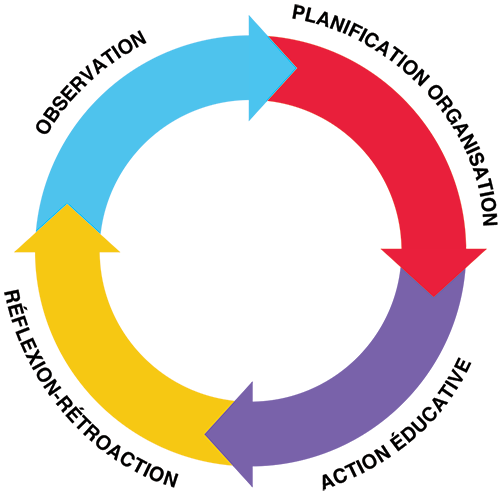 OBSERVATION
PLANIFICATION ORGANISATION
ACTION ÉDUCATIVE
RÉFLEXION-RÉTROACTION